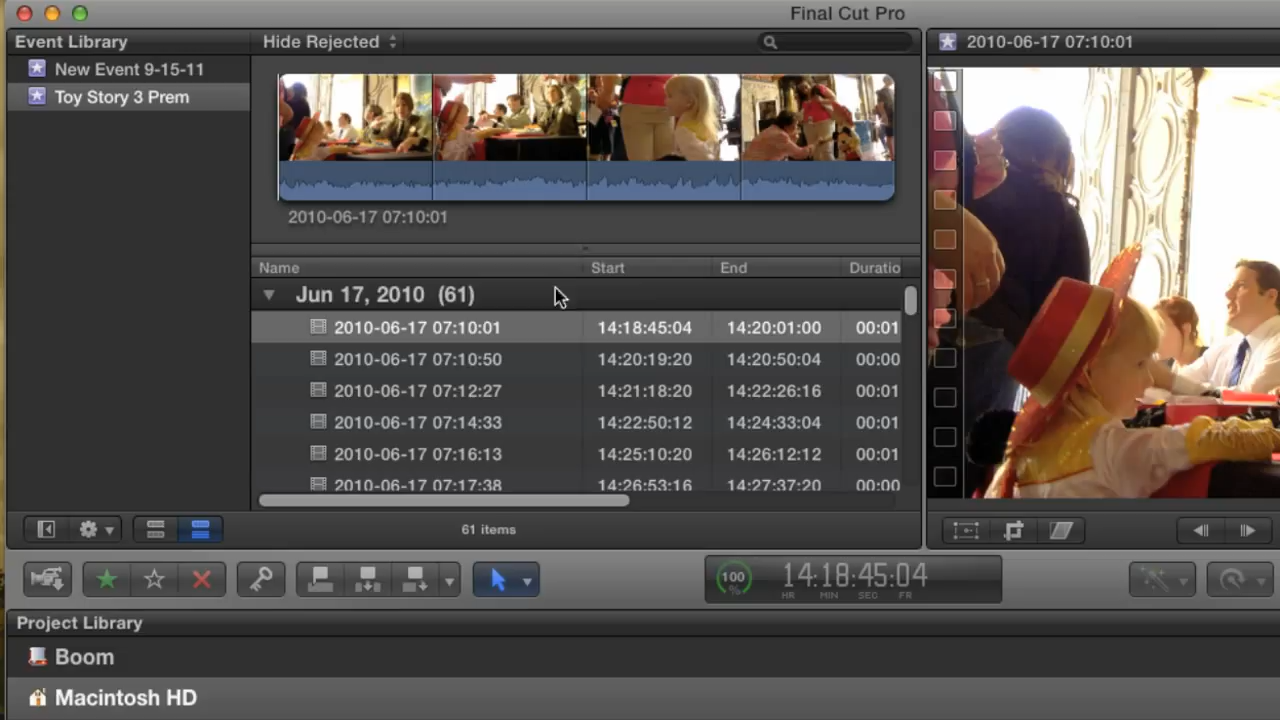 Final Cut Pro
Event Library
Hide Rejected
2010-06-17 07:10:01
New Event 9-15-11
Toy Story 3 Prem
2010-06-17 07:10:01
Name Start End Duratio
Jun 17, 2010 (61)
2010-06-17 07:10:01 14:18:45:04 14:20:01:00 00:01
2010-06-17 07:10:50 14:20:19:20 14:20:50:04 00:00
2010-06-17 07:12:27 14:21:18:20 14:22:26:16 00:01
2010-06-17 07:14:33 14:22:50:12 14:24:33:04 00:01
2010-06-17 07:16:13 14:25:10:20 14:26:12:12 00:01
2010-06-17 07:17:38 14:26:53:16 14:27:37:20 00:00
61 items
100 %
14:18:45:04
HR MIN SEC FR
Project Library
Boom
Macintosh HD